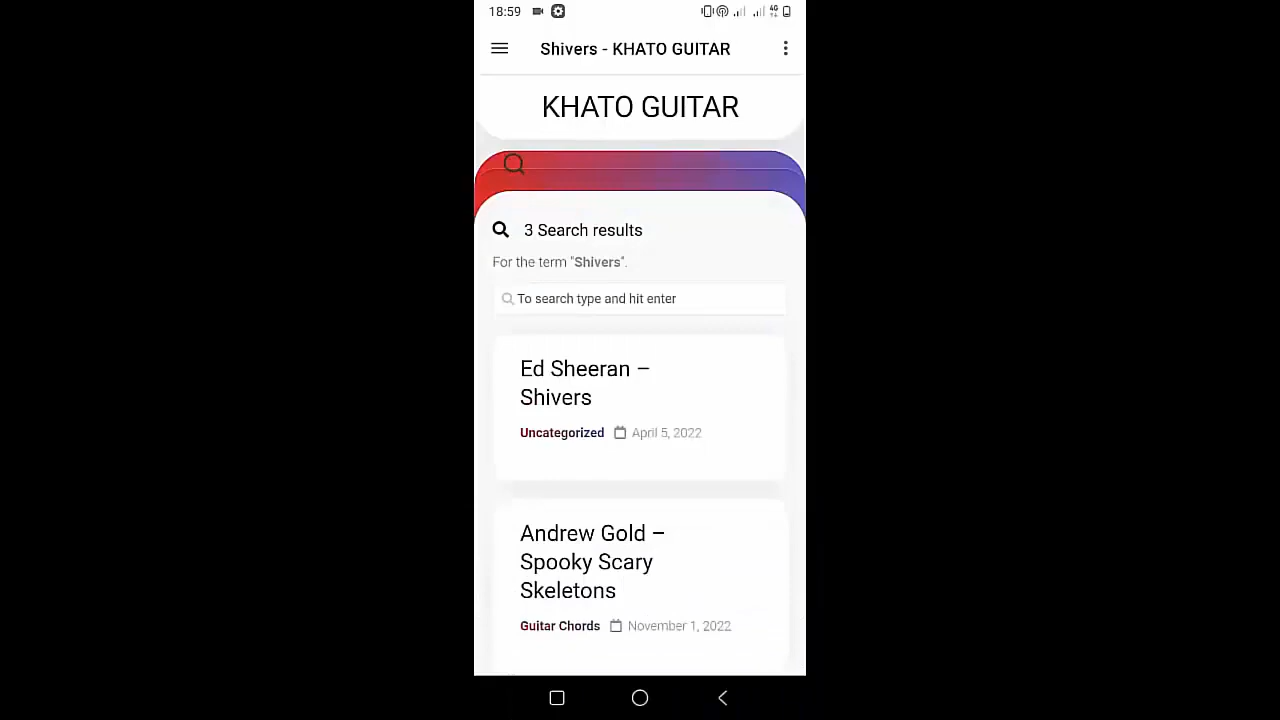 18:59 4G
Shivers - KHATO GUITAR
KHATO GUITAR
3 Search results
For the term "Shivers".
To search type and hit enter
Ed Sheeran –
Shivers
Uncategorized April 5, 2022
Andrew Gold –
Spooky Scary
Skeletons
Guitar Chords November 1, 2022